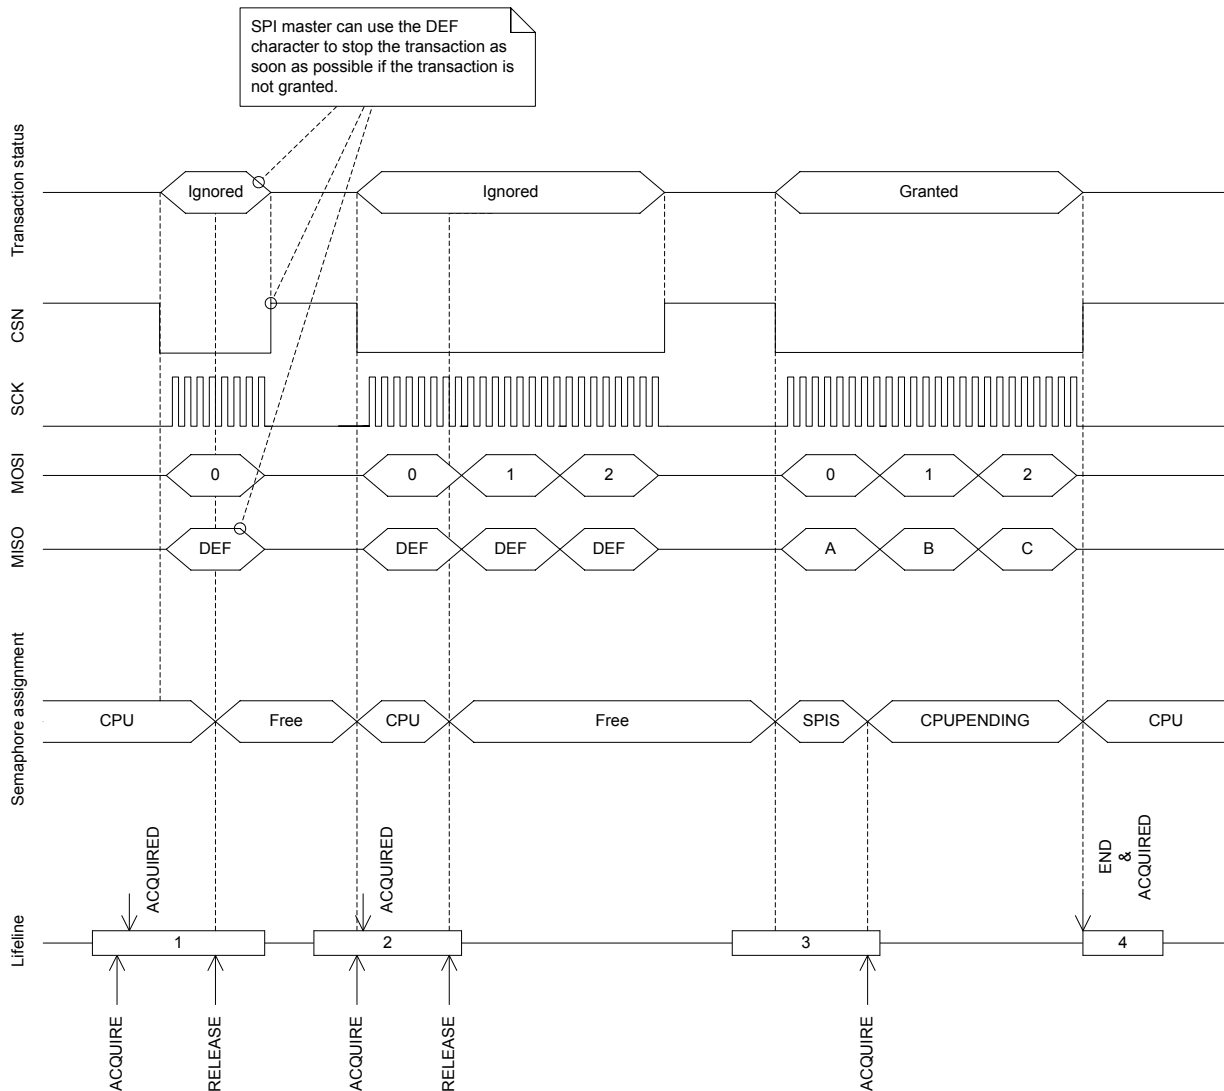 SPI master can use the DEF
character to stop the transaction as
soon as possible if the transaction is
not granted.
Transaction status
Ignored
Ignored
Granted
CSN
SCK
MOSI
0
0
1
2
0
1
2
MISO
DEF
DEF
DEF
DEF
A
B
C
Semaphore assignment
CPU
Free
CPU
Free
SPIS
CPUPENDING
CPU
ACQUIRED
ACQUIRED
END
&
ACQUIRED
Lifeline
1
2
3
4
ACQUIRE
RELEASE
ACQUIRE
RELEASE
ACQUIRE